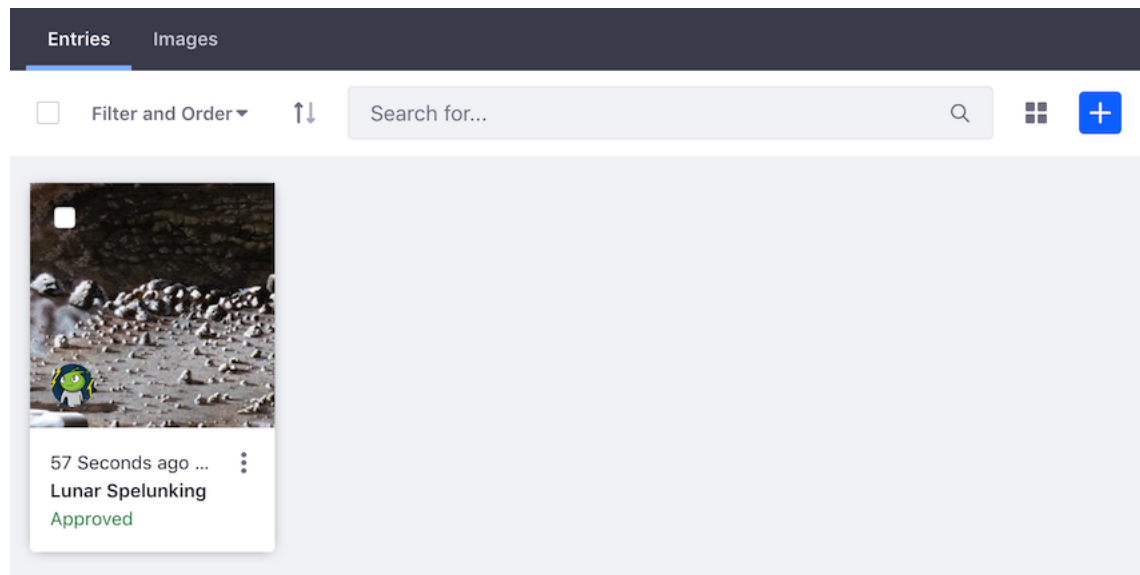 Entries Images
Filter and Order Search for...
57 Seconds ago ...
Lunar Spelunking
Approved